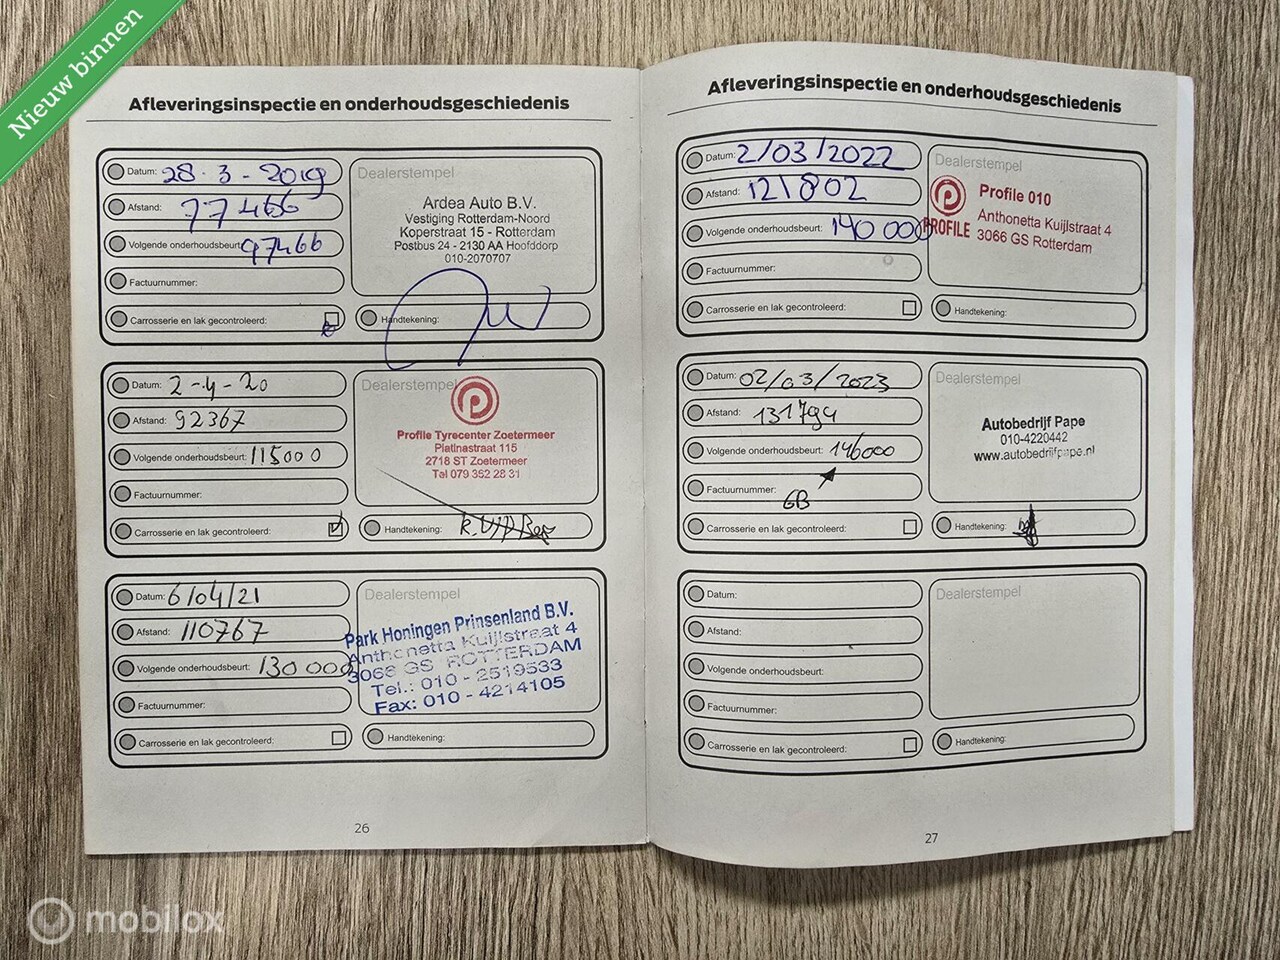 Nieuw binnen
Afleveringsinspectie en onderhoudsgeschiedenis
Datum: 28-3-2019
Afstand: 77466
Volgende onderhoudsbeurt: 97466
Factuurnummer:
Carrosserie en lak gecontroleerd:
Dealerstempel
Ardea Auto B.V.
Vestiging Rotterdam-Noord
Koperstraat 15 - Rotterdam
Postbus 24 - 2130 AA Hoofddorp
010-2070707
Handtekening:
Datum: 2-4-20
Afstand: 92367
Volgende onderhoudsbeurt: 115000
Factuurnummer:
Carrosserie en lak gecontroleerd:
Dealerstempel
Profile Tyrecenter Zoetermeer
Platinastraat 115
2718 ST Zoetermeer
Tel 079 352 28 31
Handtekening:
Datum: 6/04/21
Afstand: 110767
Volgende onderhoudsbeurt: 130000
Factuurnummer:
Carrosserie en lak gecontroleerd:
Dealerstempel
Park Honingen Prinsenland B.V.
Anthonetta Kuijlstraat 4
3066 GS ROTTERDAM
Tel.: 010 - 2519533
Fax: 010 - 4214105
Handtekening:
26
Afleveringsinspectie en onderhoudsgeschiedenis
Datum: 2/03/2022
Afstand: 121802
Volgende onderhoudsbeurt: 140000
Factuurnummer:
Carrosserie en lak gecontroleerd:
Dealerstempel
PROFILE
Profile 010
Anthonetta Kuijlstraat 4
3066 GS Rotterdam
Handtekening:
Datum: 02/03/2023
Afstand: 131794
Volgende onderhoudsbeurt: 146000
Factuurnummer:
GB
Carrosserie en lak gecontroleerd:
Dealerstempel
Autobedrijf Pape
010-4220442
www.autobedrijfpape.nl
Handtekening:
Datum:
Afstand:
Volgende onderhoudsbeurt:
Factuurnummer:
Carrosserie en lak gecontroleerd:
Dealerstempel
Handtekening:
27
mobilox